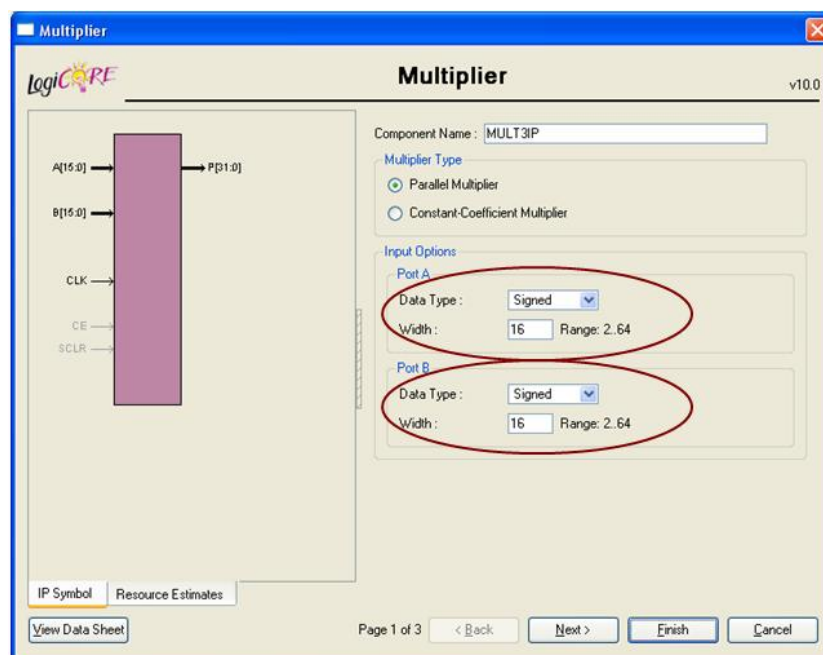 Multiplier
LogiCORE
Multiplier
v10.0
A[15:0]
P[31:0]
B[15:0]
CLK
CE
SCLR
IP Symbol
Resource Estimates
Component Name : MULT3IP
Multiplier Type
Parallel Multiplier
Constant-Coefficient Multiplier
Input Options
Port A
Data Type : Signed
Width : 16 Range: 2..64
Port B
Data Type : Signed
Width : 16 Range: 2..64
View Data Sheet
Page 1 of 3
< Back
Next >
Finish
Cancel